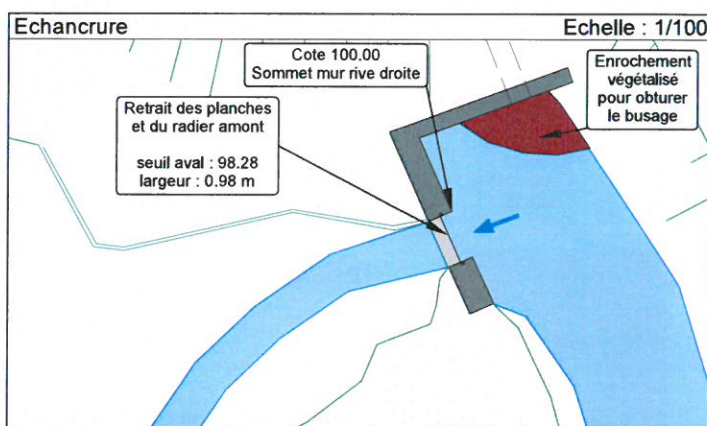 Echancrure
Echelle : 1/100
Cote 100.00
Sommet mur rive droite
Enrochement
végétalisé
pour obturer
le busage
Retrait des planches
et du radier amont
seuil aval : 98.28
largeur : 0.98 m